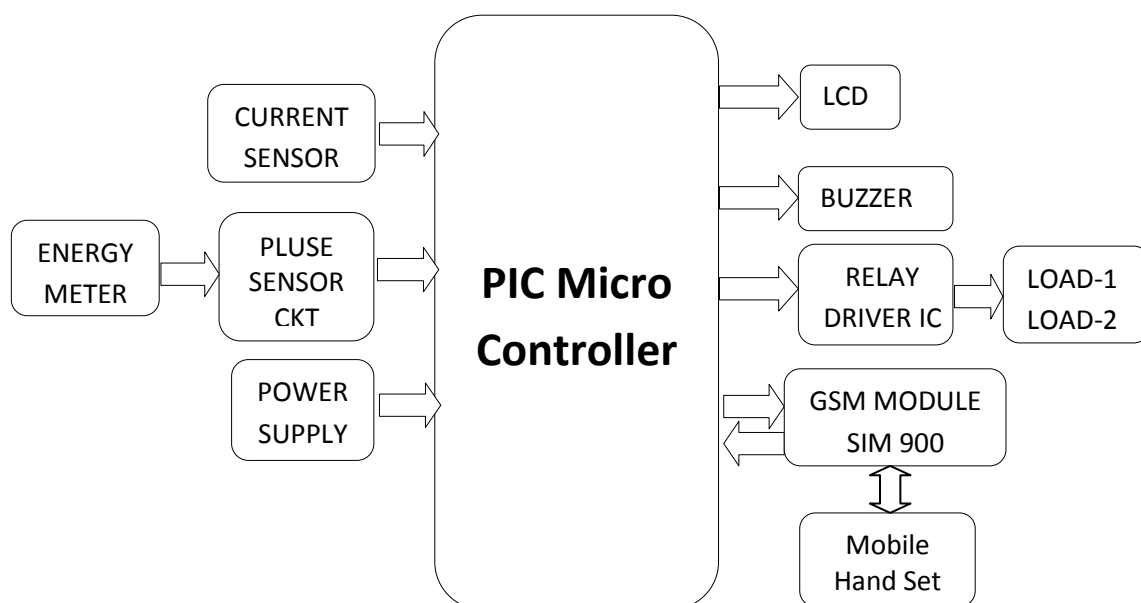 CURRENT
SENSOR
ENERGY
METER
PLUSE
SENSOR
CKT
POWER
SUPPLY
PIC Micro
Controller
LCD
BUZZER
RELAY
DRIVER IC
LOAD-1
LOAD-2
GSM MODULE
SIM 900
Mobile
Hand Set